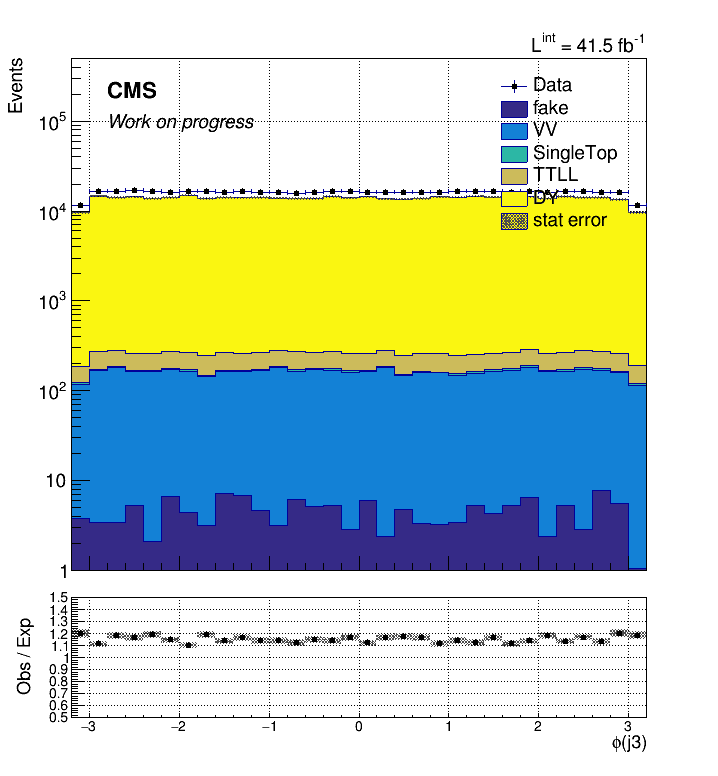 L^int = 41.5 fb^-1
Events
CMS
Work on progress
Data
fake
VV
SingleTop
TTLL
DY
stat error
10^5
10^4
10^3
10^2
10
1
Obs / Exp
1.5
1.4
1.3
1.2
1.1
1
0.9
0.8
0.7
0.6
0.5
−3 −2 −1 0 1 2 3
ϕ(j3)